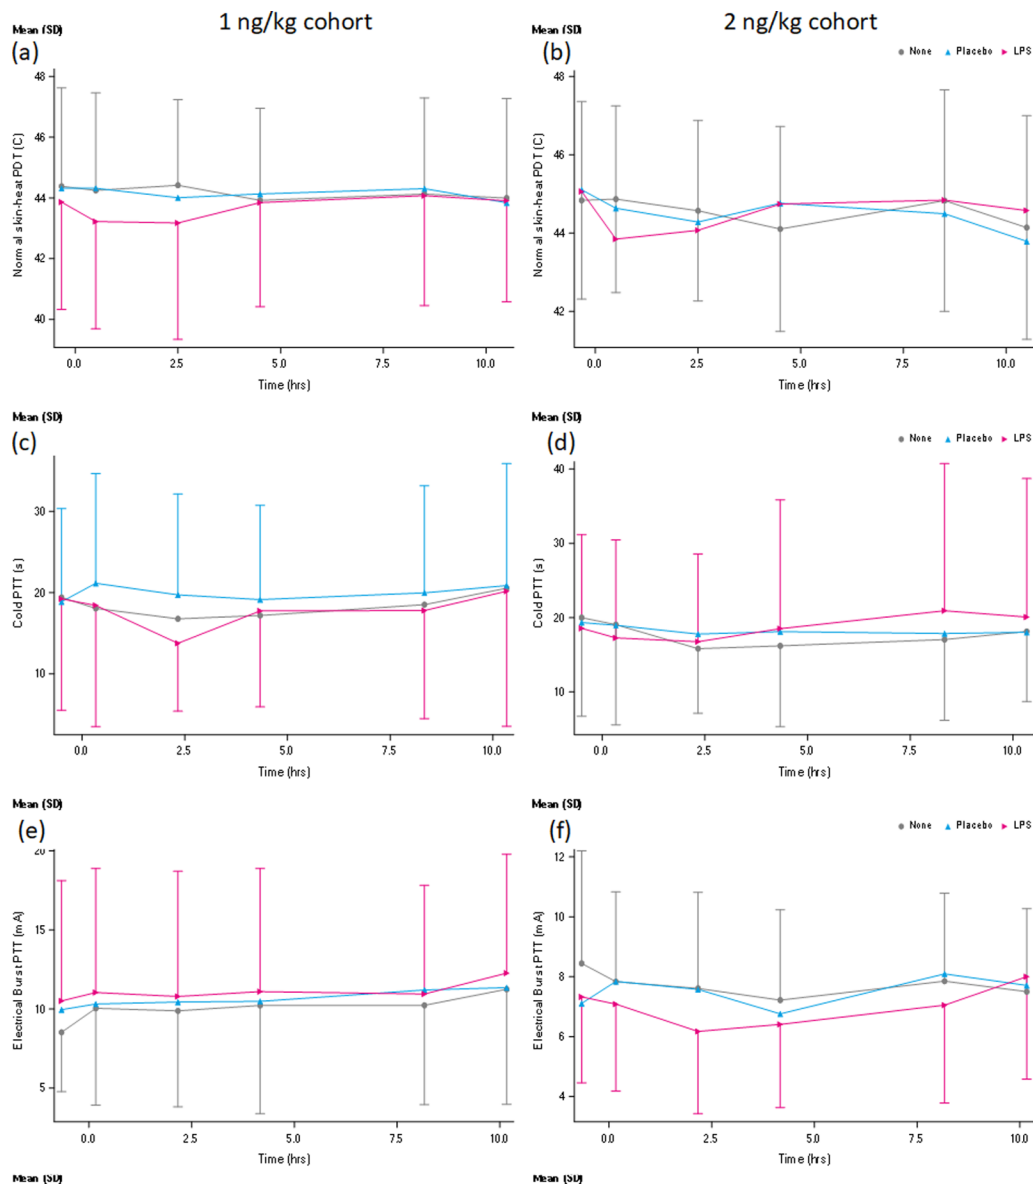 1 ng/kg cohort
2 ng/kg cohort
Mean (SD)
Mean (SD)
(a)
(b)
None Placebo LPS
Normal skin-heat PDT (C)
48
46
44
42
40
0.0 2.5 5.0 7.5 10.0
Time (hrs)
Normal skin-heat PDT (C)
48
46
44
42
0.0 2.5 5.0 7.5 10.0
Time (hrs)
Mean (SD)
Mean (SD)
(c)
(d)
None Placebo LPS
Cold PTT (s)
30
20
10
0.0 2.5 5.0 7.5 10.0
Time (hrs)
Cold PTT (s)
40
30
20
10
0.0 2.5 5.0 7.5 10.0
Time (hrs)
Mean (SD)
Mean (SD)
(e)
(f)
None Placebo LPS
Electrical Burst PTT (mA)
20
15
10
5
0.0 2.5 5.0 7.5 10.0
Time (hrs)
Electrical Burst PTT (mA)
12
10
8
6
4
0.0 2.5 5.0 7.5 10.0
Time (hrs)
Mean (SD)
Mean (SD)